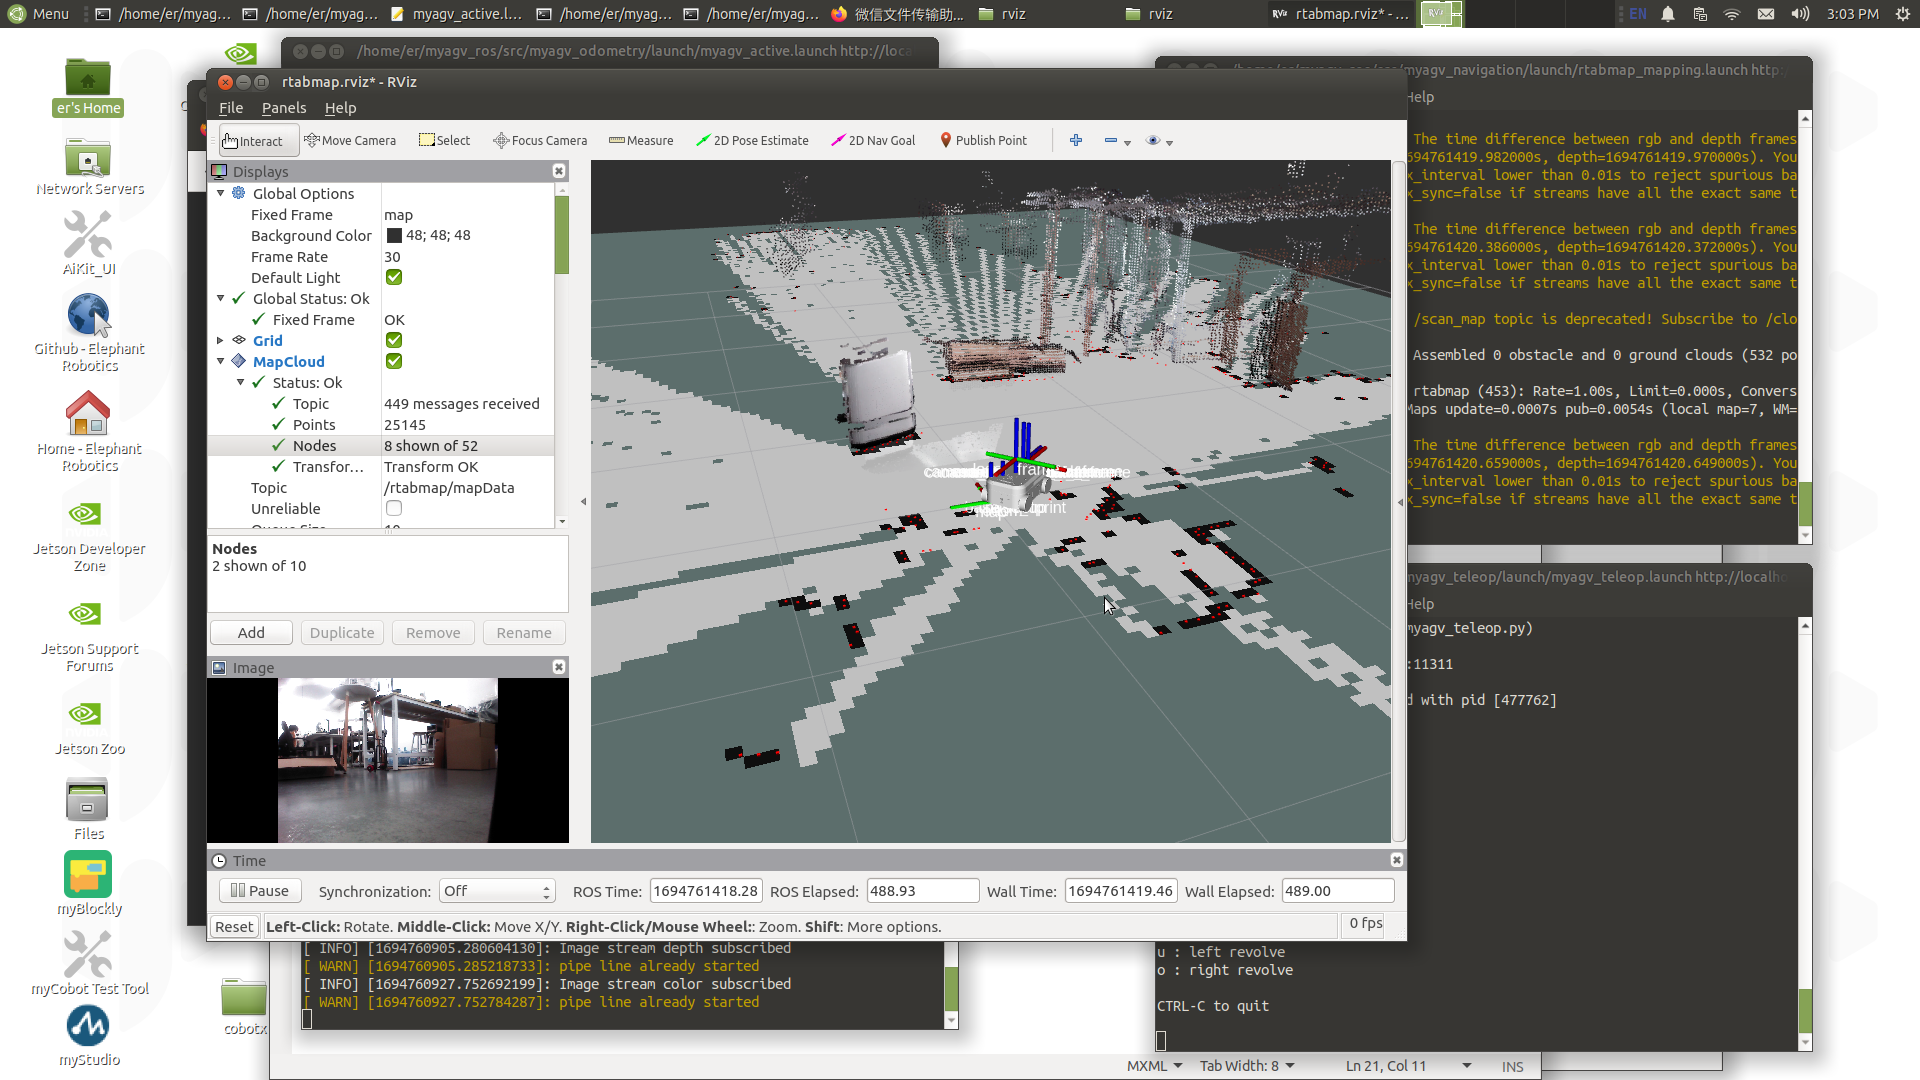 Menu
/home/er/myag...
/home/er/myag...
myagv_active.l...
/home/er/myag...
/home/er/myag...
微信文件传输助...
rviz
rviz
rtabmap.rviz* - ...
EN
3:03 PM
/home/er/myagv_ros/src/myagv_odometry/launch/myagv_active.launch http://loca
rtabmap.rviz* - RViz
File Panels Help
Interact
Move Camera
Select
Focus Camera
Measure
2D Pose Estimate
2D Nav Goal
Publish Point
Displays
Global Options
Fixed Frame map
Background Color 48; 48; 48
Frame Rate 30
Default Light
Global Status: Ok
Fixed Frame OK
Grid
MapCloud
Status: Ok
Topic 449 messages received
Points 25145
Nodes 8 shown of 52
Transfor... Transform OK
Topic /rtabmap/mapData
Unreliable
Nodes
2 shown of 10
Add Duplicate Remove Rename
Image
Time
Pause
Synchronization: Off
ROS Time: 1694761418.28
ROS Elapsed: 488.93
Wall Time: 1694761419.46
Wall Elapsed: 489.00
Reset
Left-Click: Rotate. Middle-Click: Move X/Y. Right-Click/Mouse Wheel:: Zoom. Shift: More options.
0 fps
er's Home
Network Servers
AiKit_UI
Github - Elephant
Robotics
Home - Elephant
Robotics
Jetson Developer
Zone
Jetson Support
Forums
Jetson Zoo
Files
myBlockly
myCobot Test Tool
myStudio
cobotx
myagv_navigation/launch/rtabmap_mapping.launch http:
Help
The time difference between rgb and depth frames
694761419.982000s, depth=1694761419.970000s). You
x_interval lower than 0.01s to reject spurious ba
x_sync=false if streams have all the exact same t
The time difference between rgb and depth frames
694761420.386000s, depth=1694761420.372000s). You
x_interval lower than 0.01s to reject spurious ba
x_sync=false if streams have all the exact same t
/scan_map topic is deprecated! Subscribe to /clo
Assembled 0 obstacle and 0 ground clouds (532 po
rtabmap (453): Rate=1.00s, Limit=0.000s, Convers
Maps update=0.0007s pub=0.0054s (local map=7, WM=
The time difference between rgb and depth frames
694761420.659000s, depth=1694761420.649000s). You
x_interval lower than 0.01s to reject spurious ba
x_sync=false if streams have all the exact same t
myagv_teleop/launch/myagv_teleop.launch http://localho
Help
myagv_teleop.py)
:11311
d with pid [477762]
u : left revolve
o : right revolve
CTRL-C to quit
[ INFO] [1694760905.280604130]: Image stream depth subscribed
[ WARN] [1694760905.285218733]: pipe line already started
[ INFO] [1694760927.752692199]: Image stream color subscribed
[ WARN] [1694760927.752784287]: pipe line already started
MXML
Tab Width: 8
Ln 21, Col 11
INS